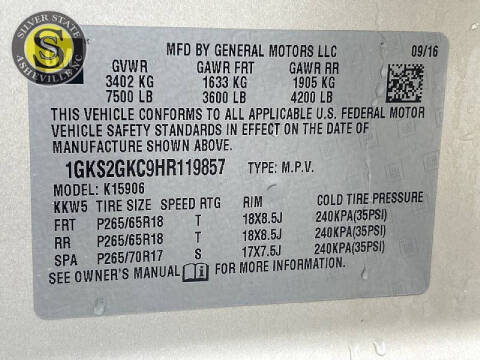 SILVER STATE
S
ASHEVILLE, NC
MFD BY GENERAL MOTORS LLC 09/16
GVWR GAWR FRT GAWR RR
3402 KG 1633 KG 1905 KG
7500 LB 3600 LB 4200 LB
THIS VEHICLE CONFORMS TO ALL APPLICABLE U.S. FEDERAL MOTOR
VEHICLE SAFETY STANDARDS IN EFFECT ON THE DATE OF
MANUFACTURE SHOWN ABOVE.
1GKS2GKC9HR119857 TYPE: M.P.V.
MODEL: K15906
KKW5 TIRE SIZE SPEED RTG RIM COLD TIRE PRESSURE
FRT P265/65R18 T 18X8.5J 240KPA(35PSI)
RR P265/65R18 T 18X8.5J 240KPA(35PSI)
SPA P265/70R17 S 17X7.5J 240KPA(35PSI)
SEE OWNER'S MANUAL FOR MORE INFORMATION.